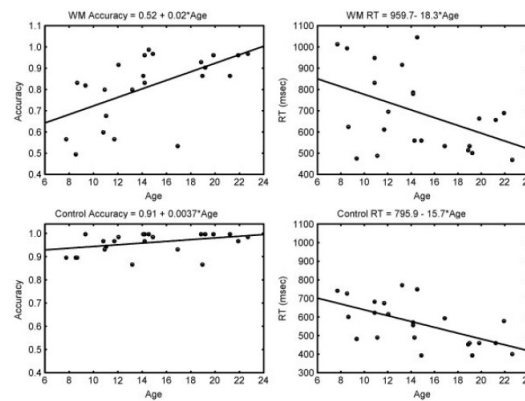 WM Accuracy = 0.52 + 0.02*Age
1.1
1.0
0.9
0.8
0.7
0.6
0.5
0.4
Accuracy
6 8 10 12 14 16 18 20 22 24
Age
WM RT = 959.7- 18.3*Age
1100
1000
900
800
700
600
500
400
RT (msec)
6 8 10 12 14 16 18 20 22 24
Age
Control Accuracy = 0.91 + 0.0037*Age
1.1
1.0
0.9
0.8
0.7
0.6
0.5
0.4
Accuracy
6 8 10 12 14 16 18 20 22 24
Age
Control RT = 795.9 - 15.7*Age
1100
1000
900
800
700
600
500
400
300
RT (msec)
6 8 10 12 14 16 18 20 22 24
Age